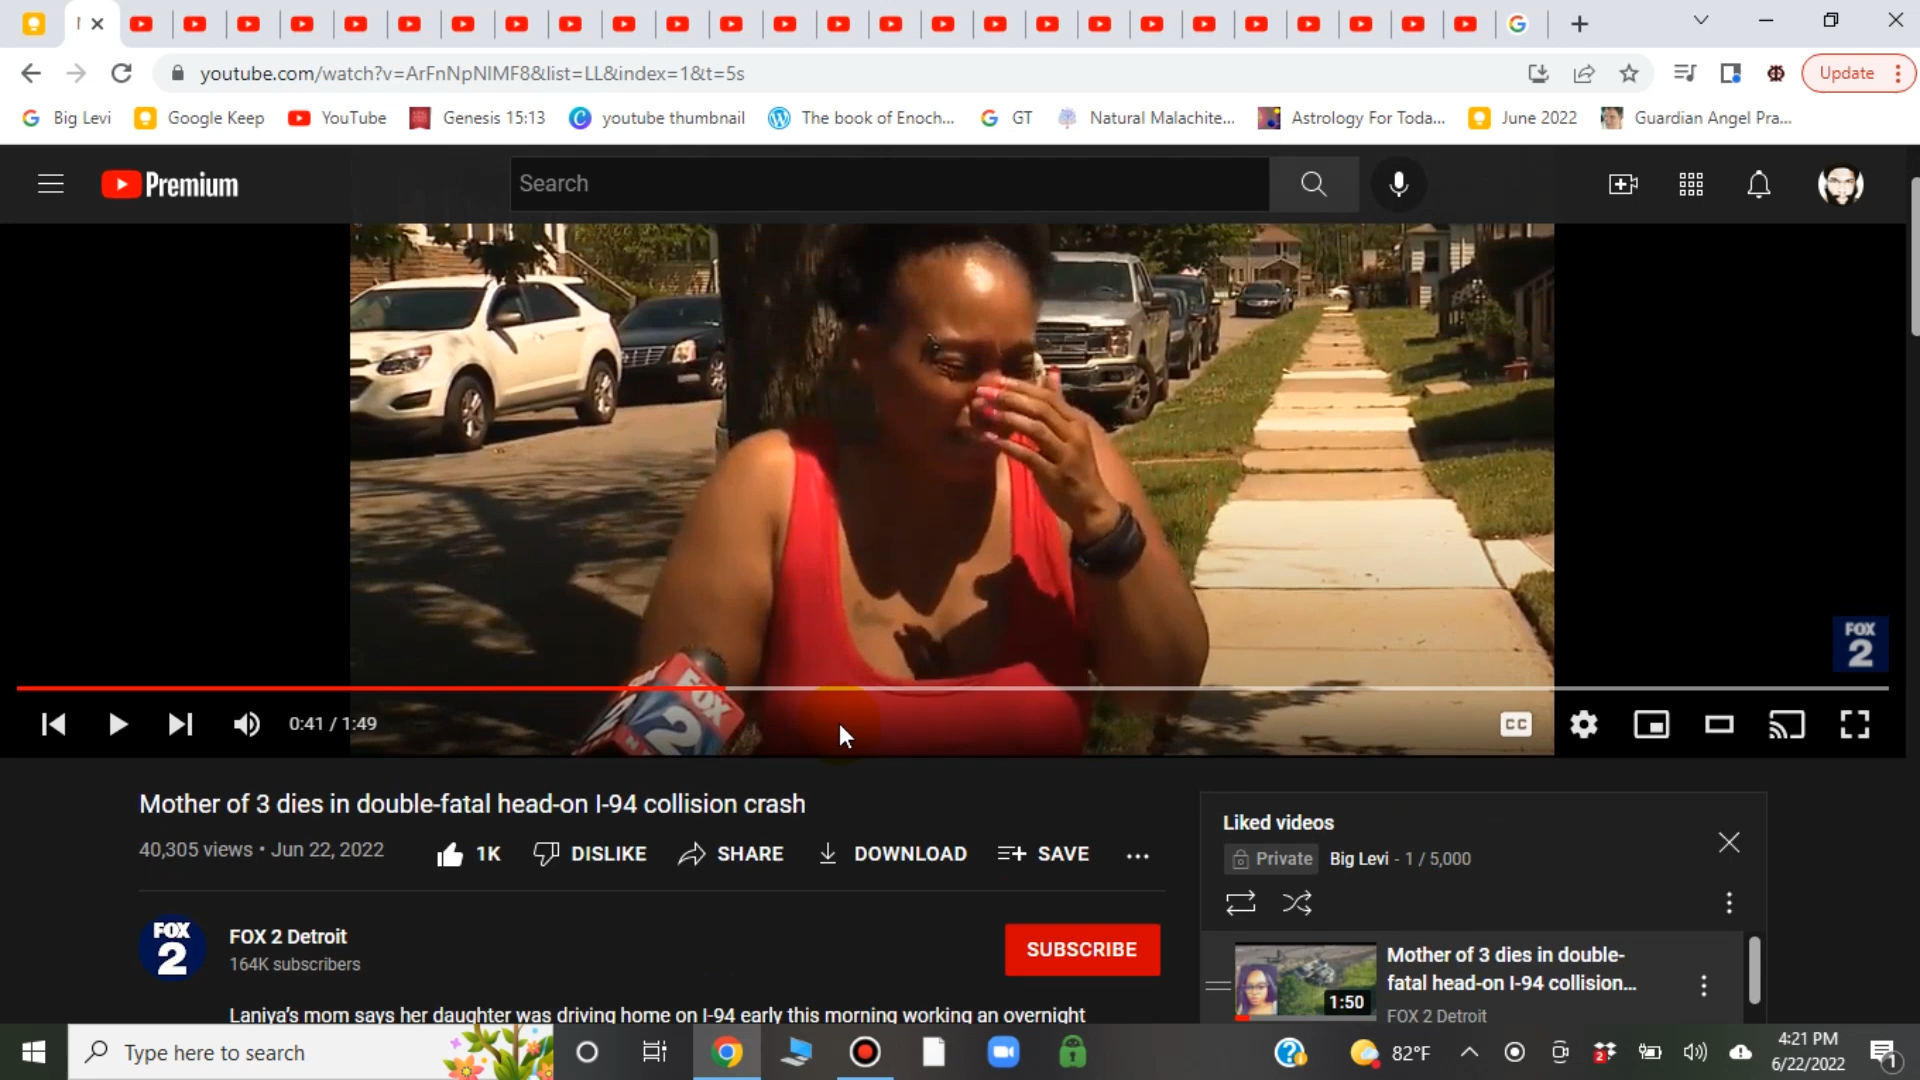 youtube.com/watch?v=ArFnNpNIMF8&list=LL&index=1&t=5s
Update
Big Levi
Google Keep
YouTube
Genesis 15:13
youtube thumbnail
The book of Enoch...
GT
Natural Malachite...
Astrology For Toda...
June 2022
Guardian Angel Pra...
Premium
Search
FOX
2
FOX
2
0:41 / 1:49
CC
Mother of 3 dies in double-fatal head-on I-94 collision crash
40,305 views • Jun 22, 2022
1K
DISLIKE
SHARE
DOWNLOAD
SAVE
FOX
2
FOX 2 Detroit
164K subscribers
SUBSCRIBE
Laniya's mom says her daughter was driving home on I-94 early this morning working an overnight
Liked videos
Private
Big Levi - 1 / 5,000
1:50
Mother of 3 dies in double-
fatal head-on I-94 collision...
FOX 2 Detroit
Type here to search
82°F
2
4:21 PM
6/22/2022
1